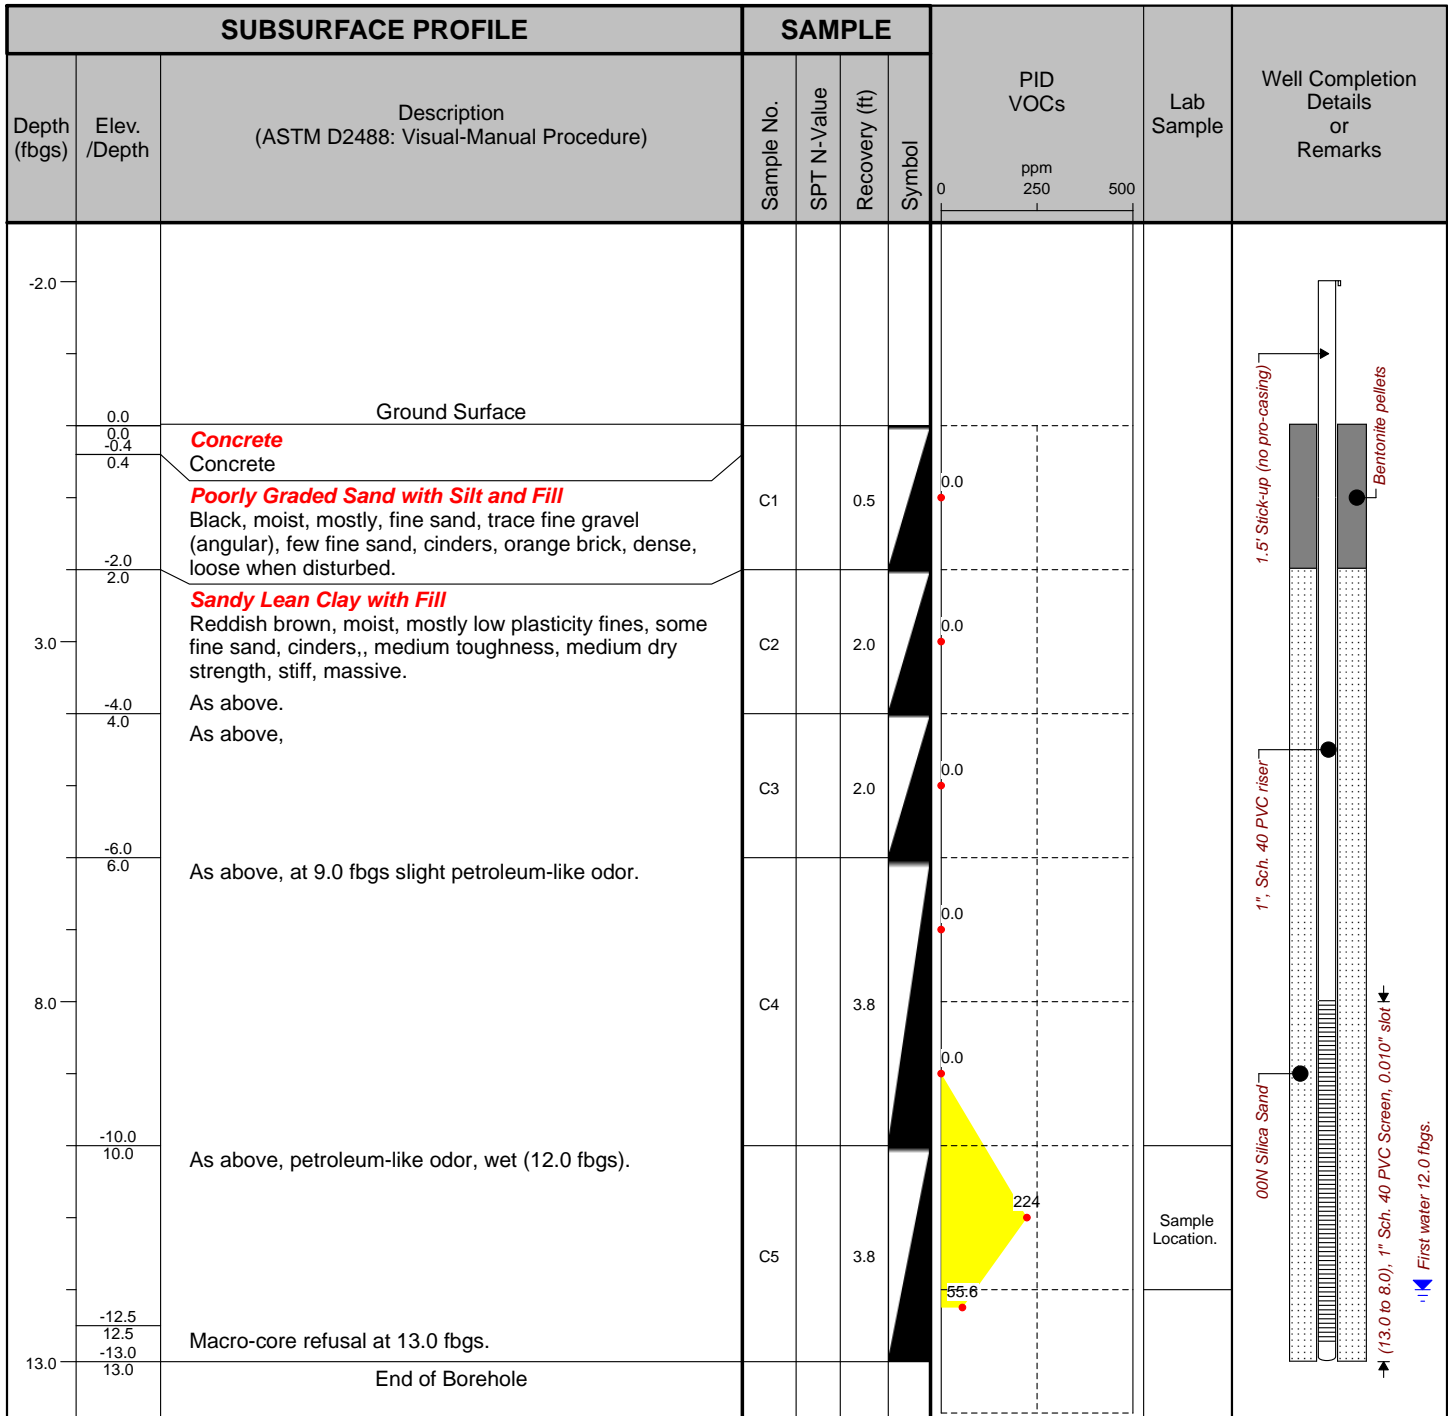 SUBSURFACE PROFILE
SAMPLE
Depth
(fbgs)
Elev.
/Depth
Description
(ASTM D2488: Visual-Manual Procedure)
Sample No.
SPT N-Value
Recovery (ft)
Symbol
PID
VOCs
ppm
0 250 500
Lab
Sample
Well Completion
Details
or
Remarks
-2.0
Ground Surface
0.0
0.0
-0.4
0.4
Concrete
Concrete
Poorly Graded Sand with Silt and Fill
Black, moist, mostly, fine sand, trace fine gravel
(angular), few fine sand, cinders, orange brick, dense,
loose when disturbed.
C1
0.5
0.0
-2.0
2.0
Sandy Lean Clay with Fill
Reddish brown, moist, mostly low plasticity fines, some
fine sand, cinders,, medium toughness, medium dry
strength, stiff, massive.
As above.
3.0
C2
2.0
0.0
-4.0
4.0
As above,
C3
2.0
0.0
-6.0
6.0
As above, at 9.0 fbgs slight petroleum-like odor.
0.0
8.0
C4
3.8
0.0
-10.0
10.0
As above, petroleum-like odor, wet (12.0 fbgs).
224
C5
3.8
Sample
Location.
55.6
-12.5
12.5
Macro-core refusal at 13.0 fbgs.
-13.0
13.0
13.0
End of Borehole
1.5' Stick-up (no pro-casing)
Bentonite pellets
1", Sch. 40 PVC riser
00N Silica Sand
(13.0 to 8.0), 1" Sch. 40 PVC Screen, 0.010" slot
First water 12.0 fbgs.